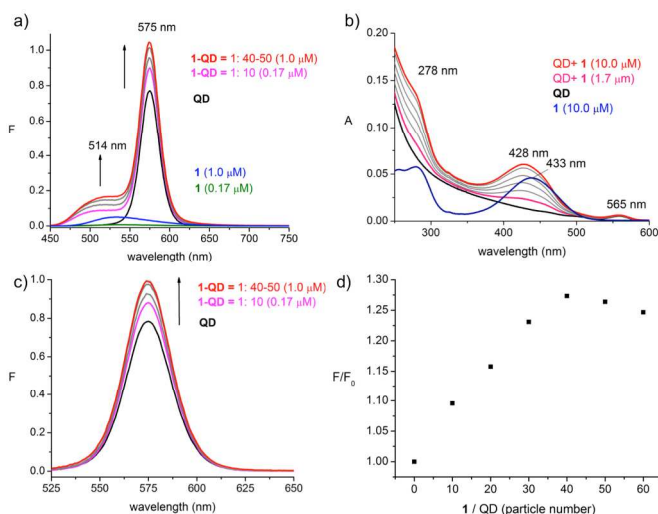 a)
575 nm
1-QD = 1: 40-50 (1.0 μM)
1-QD = 1: 10 (0.17 μM)
QD
514 nm
1 (1.0 μM)
1 (0.17 μM)
F
1.0
0.8
0.6
0.4
0.2
0.0
450 500 550 600 650 700 750
wavelength (nm)
b)
278 nm
QD+ 1 (10.0 μM)
QD+ 1 (1.7 μm)
QD
1 (10.0 μM)
428 nm
433 nm
565 nm
A
0.20
0.15
0.10
0.05
0.00
300 400 500 600
wavelength (nm)
c)
1-QD = 1: 40-50 (1.0 μM)
1-QD = 1: 10 (0.17 μM)
QD
F
1.0
0.8
0.6
0.4
0.2
0.0
525 550 575 600 625 650
wavelength (nm)
d)
F/F0
1.30
1.25
1.20
1.15
1.10
1.05
1.00
0 10 20 30 40 50 60
1 / QD (particle number)